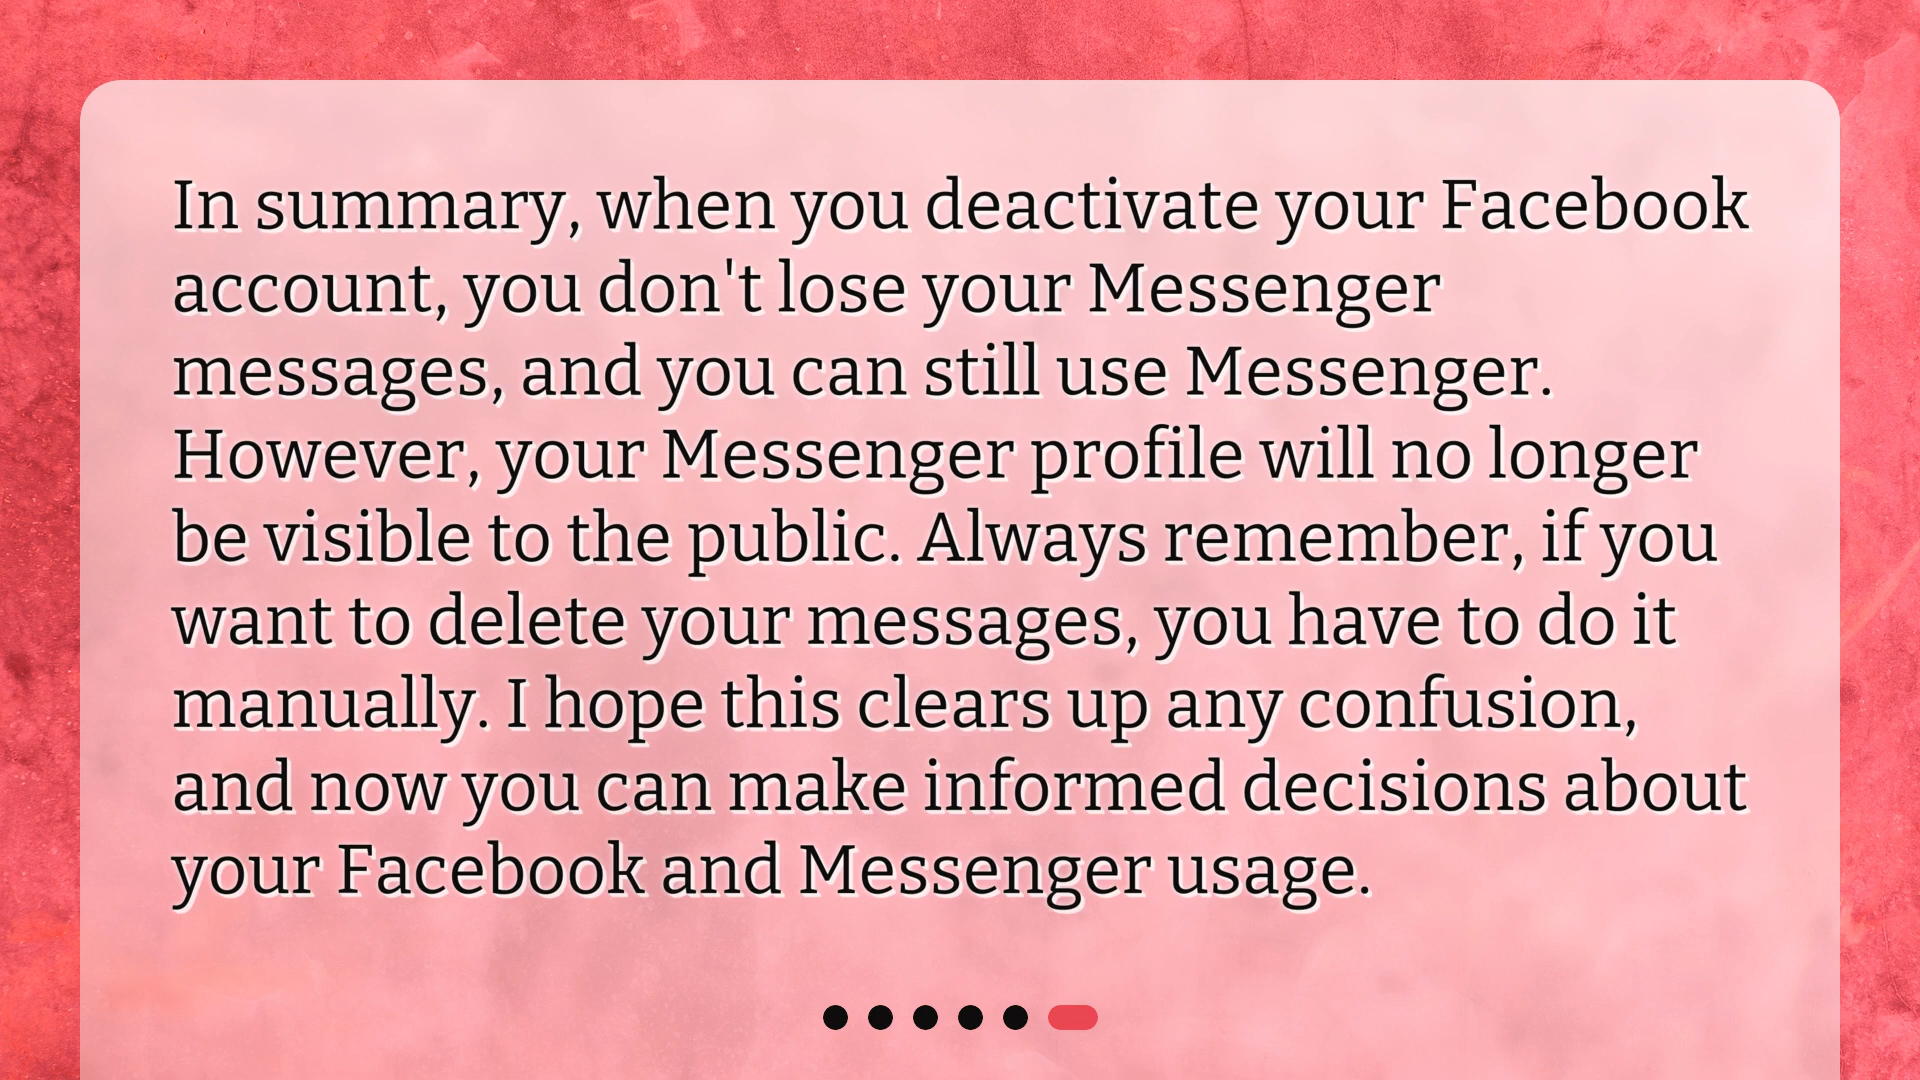 In summary, when you deactivate your Facebook
account, you don't lose your Messenger
messages, and you can still use Messenger.
However, your Messenger profile will no longer
be visible to the public. Always remember, if you
want to delete your messages, you have to do it
manually. I hope this clears up any confusion,
and now you can make informed decisions about
your Facebook and Messenger usage.